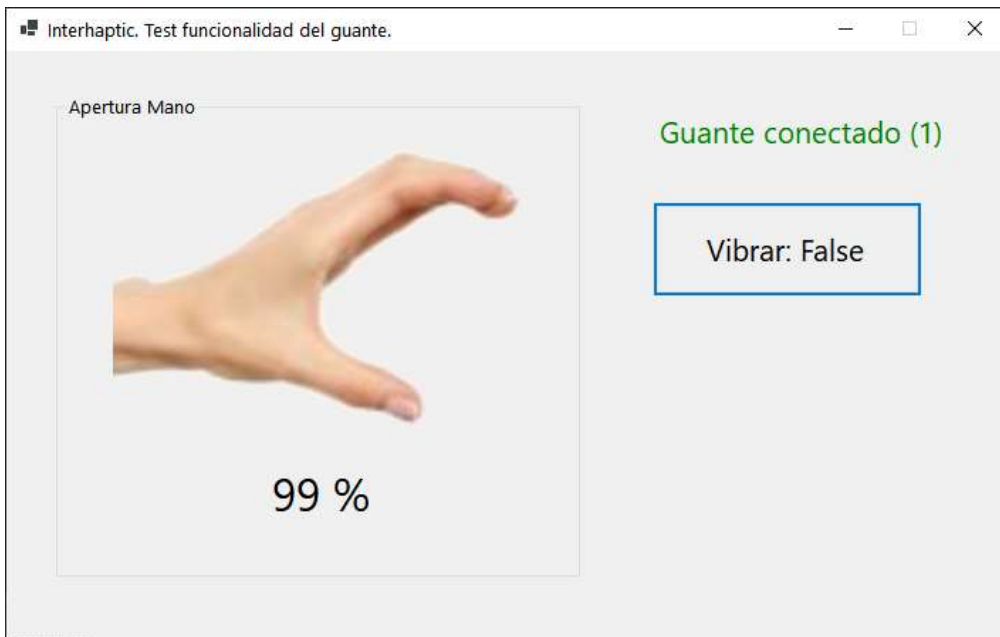 Interhaptic. Test funcionalidad del guante.
Apertura Mano
Guante conectado (1)
Vibrar: False
99 %